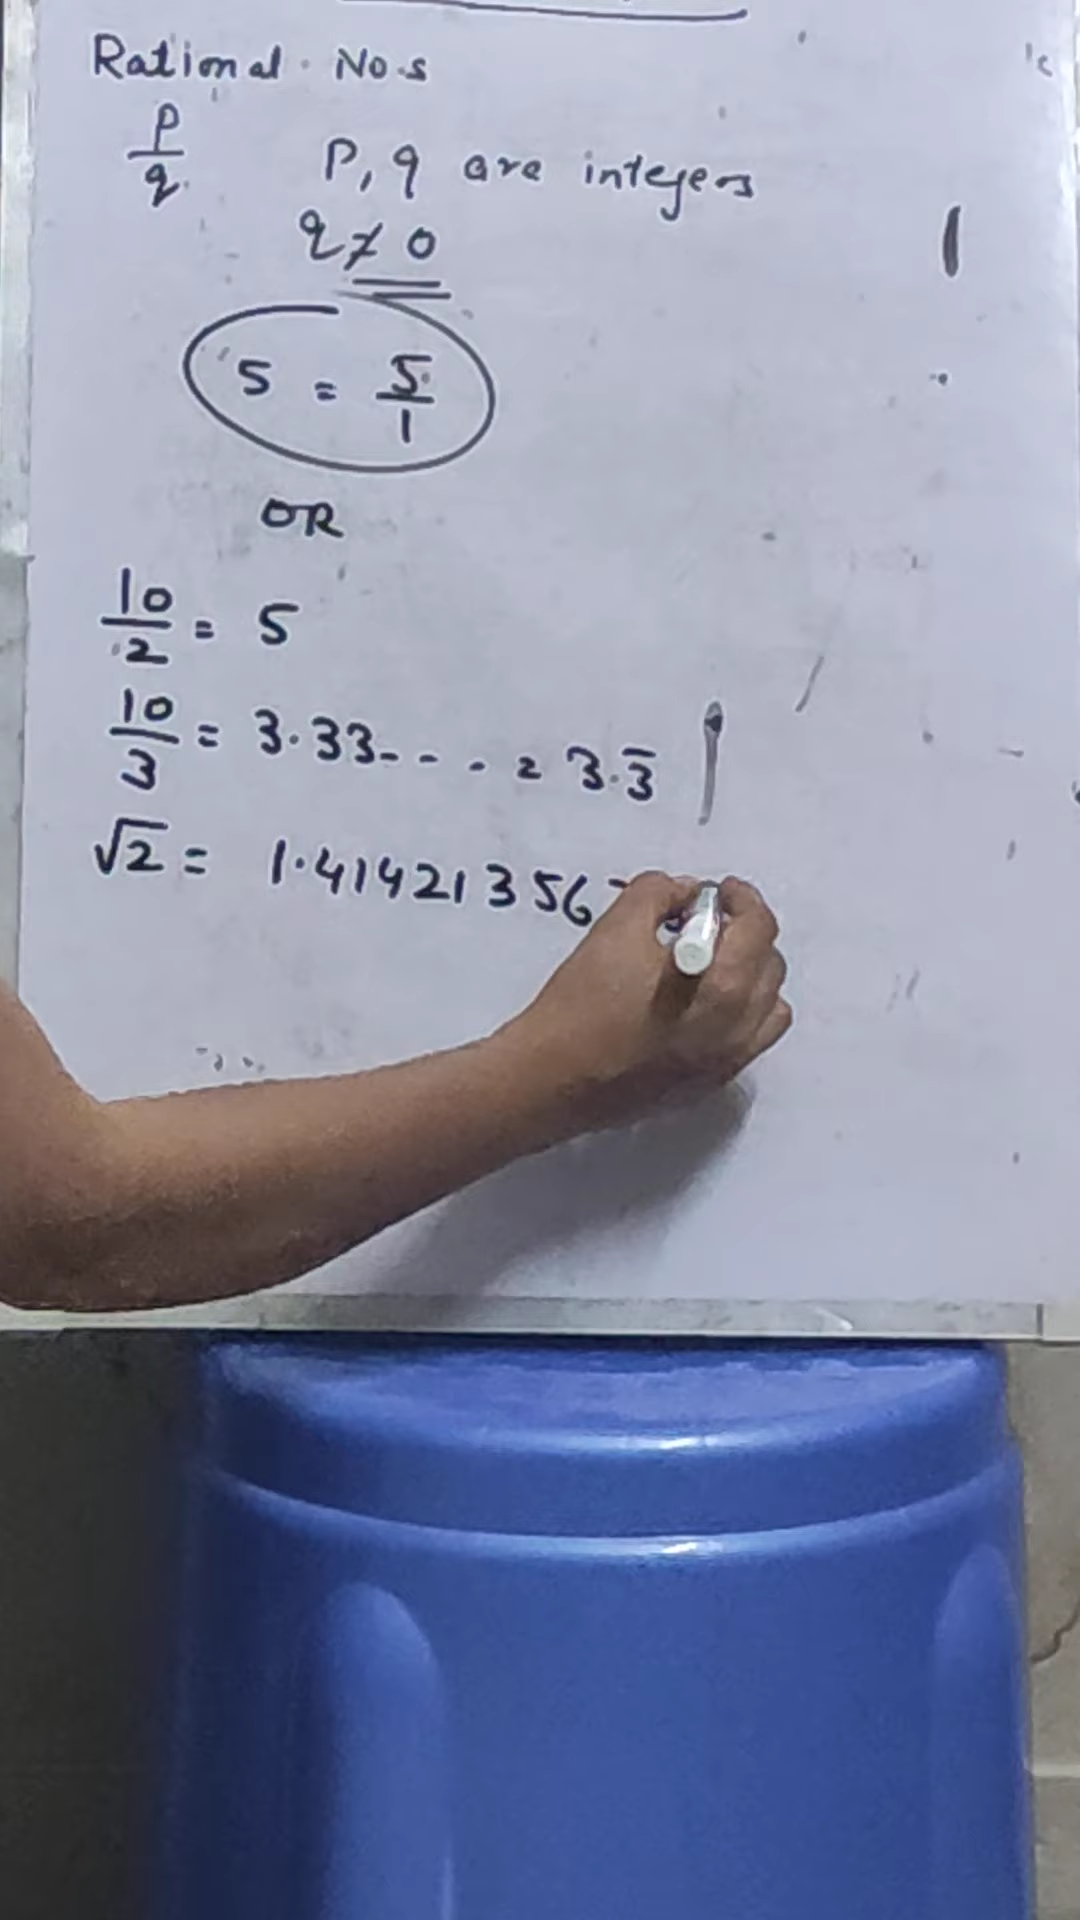 Rational Nos
p/q p, q are integers
q ≠ 0
5 = 5/1
OR
10/2 = 5
10/3 = 3.33- - - . = 3.3̅
√2 = 1.41421356